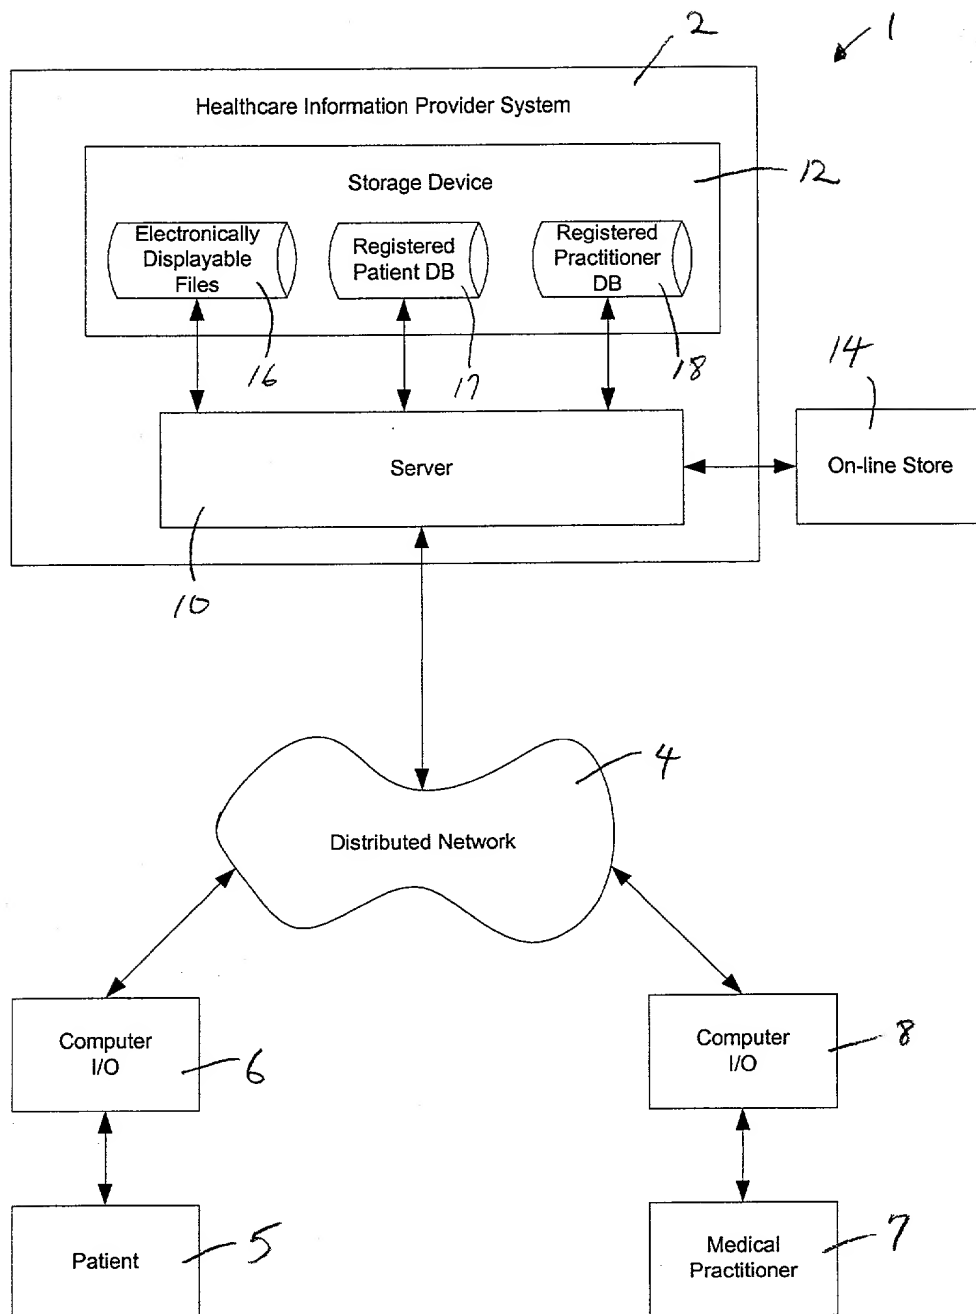 2
1
Healthcare Information Provider System
Storage Device
12
Electronically
Displayable
Files
Registered
Patient DB
Registered
Practitioner
DB
16
17
18
14
Server
On-line Store
10
4
Distributed Network
Computer
I/O
6
Computer
I/O
8
Patient
5
Medical
Practitioner
7